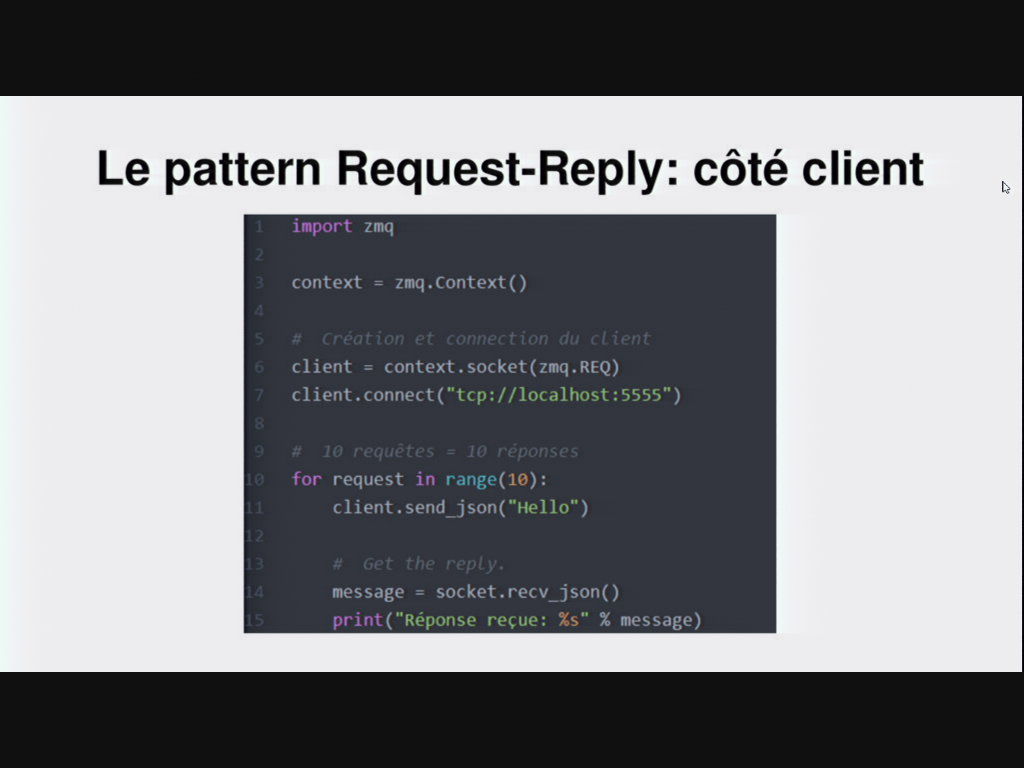 Le pattern Request-Reply: côté client
1 import zmq
2
3 context = zmq.Context()
4
5 # Création et connection du client
6 client = context.socket(zmq.REQ)
7 client.connect("tcp://localhost:5555")
8
9 # 10 requêtes = 10 réponses
10 for request in range(10):
11 client.send_json("Hello")
12
13 # Get the reply.
14 message = socket.recv_json()
15 print("Réponse reçue: %s" % message)